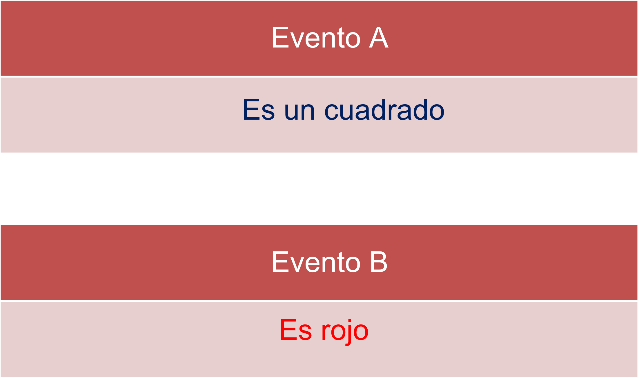 Evento A
Es un cuadrado
Evento B
Es rojo